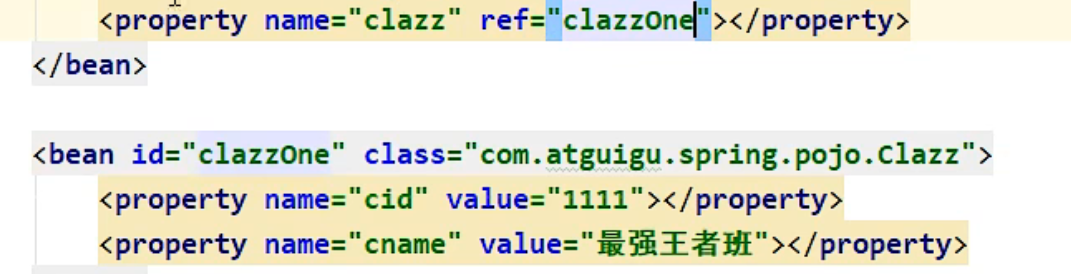 <property name="clazz" ref="clazzOne"></property>
</bean>
<bean id="clazzOne" class="com.atguigu.spring.pojo.Clazz">
<property name="cid" value="1111"></property>
<property name="cname" value="最强王者班"></property>